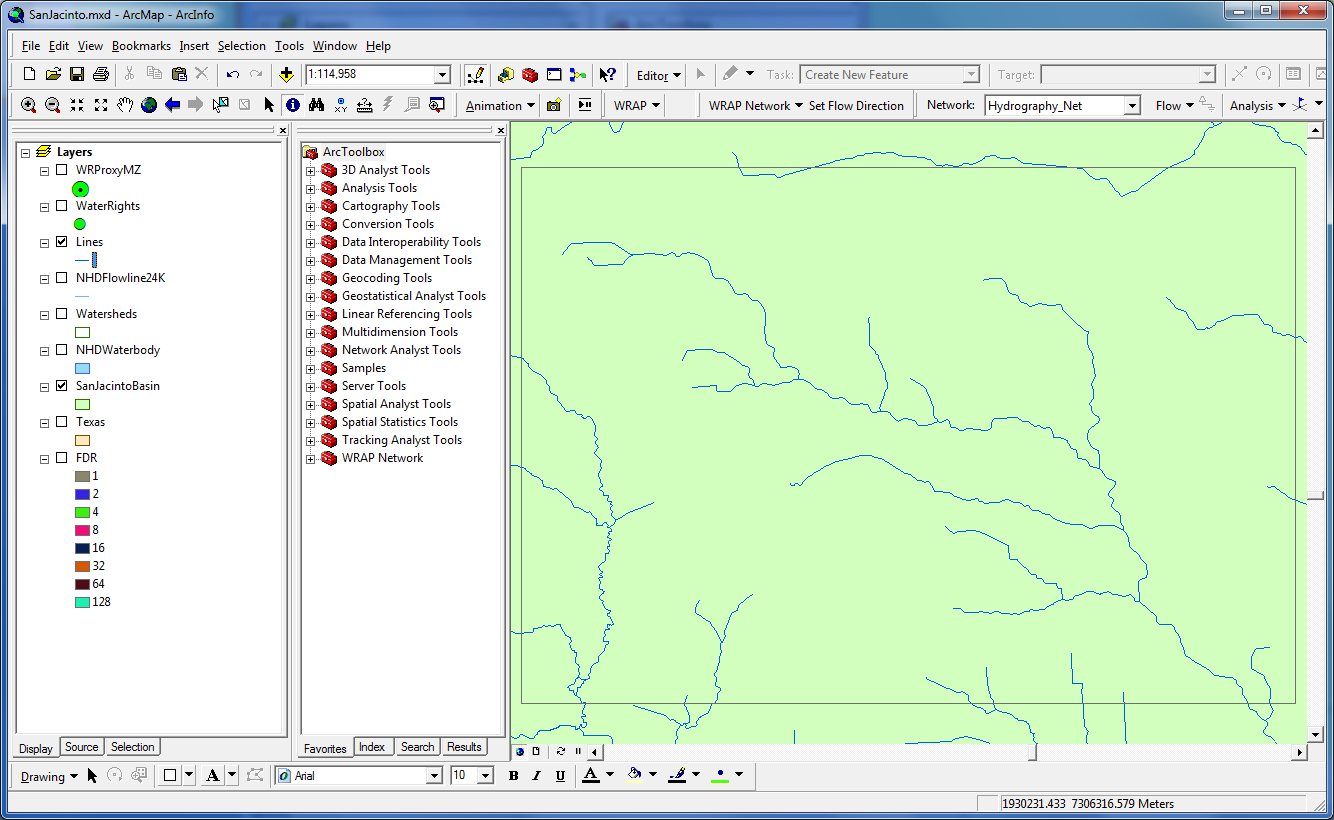 SanJacinto.mxd - ArcMap - ArcInfo
File Edit View Bookmarks Insert Selection Tools Window Help
1:114,958 Editor Task: Create New Feature Target:
Animation WRAP WRAP Network Set Flow Direction Network: Hydrography_Net Flow Analysis
Layers
WRProxyMZ
WaterRights
Lines
NHDFlowline24K
Watersheds
NHDWaterbody
SanJacintoBasin
Texas
FDR
1
2
4
8
16
32
64
128
Display Source Selection
ArcToolbox
3D Analyst Tools
Analysis Tools
Cartography Tools
Conversion Tools
Data Interoperability Tools
Data Management Tools
Geocoding Tools
Geostatistical Analyst Tools
Linear Referencing Tools
Multidimension Tools
Network Analyst Tools
Samples
Server Tools
Spatial Analyst Tools
Spatial Statistics Tools
Tracking Analyst Tools
WRAP Network
Favorites Index Search Results
Drawing A Arial 10 B I U A
1930231.433 7306316.579 Meters